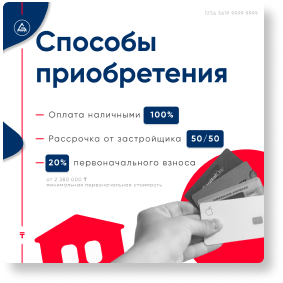 Способы
приобретения
Оплата наличными 100%
Рассрочка от застройщика 50/50
20% первоначального взноса
от 2 380 000 ₸
минимальная первоначальная стоимость
₸